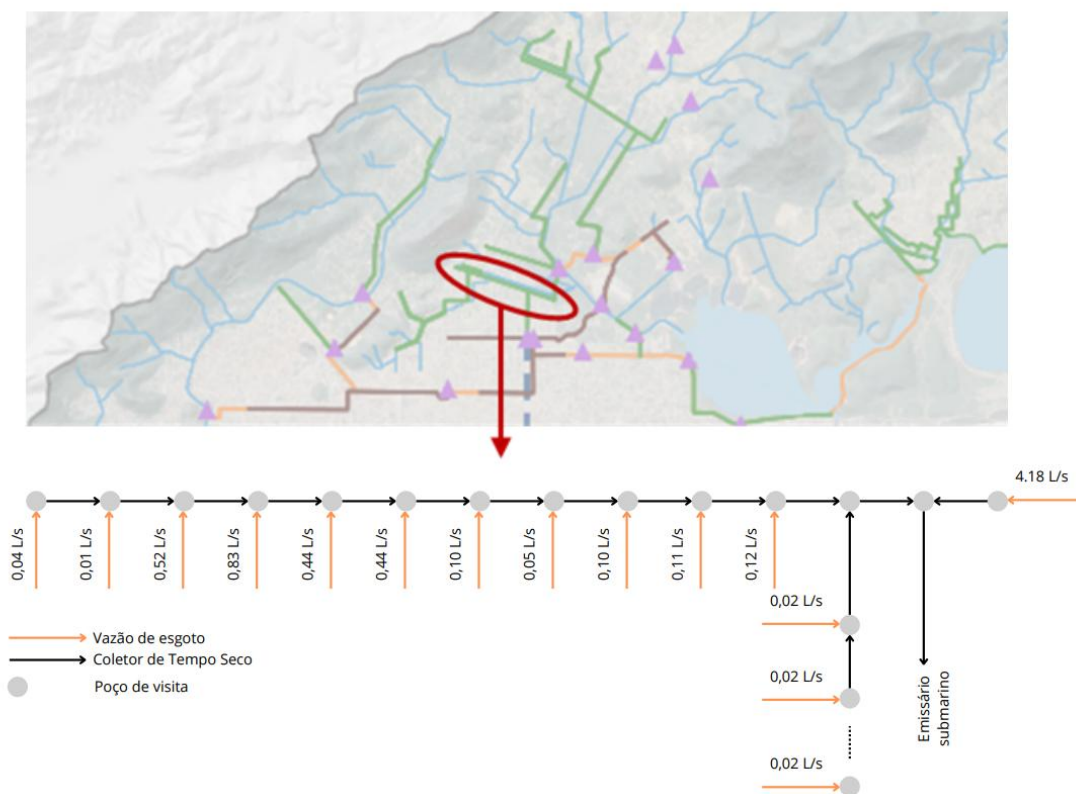 4.18 L/s
0,04 L/s
0,01 L/s
0,52 L/s
0,83 L/s
0,44 L/s
0,44 L/s
0,10 L/s
0,05 L/s
0,10 L/s
0,11 L/s
0,12 L/s
0,02 L/s
Vazão de esgoto
Coletor de Tempo Seco
Poço de visita
0,02 L/s
Emissário
submarino
0,02 L/s